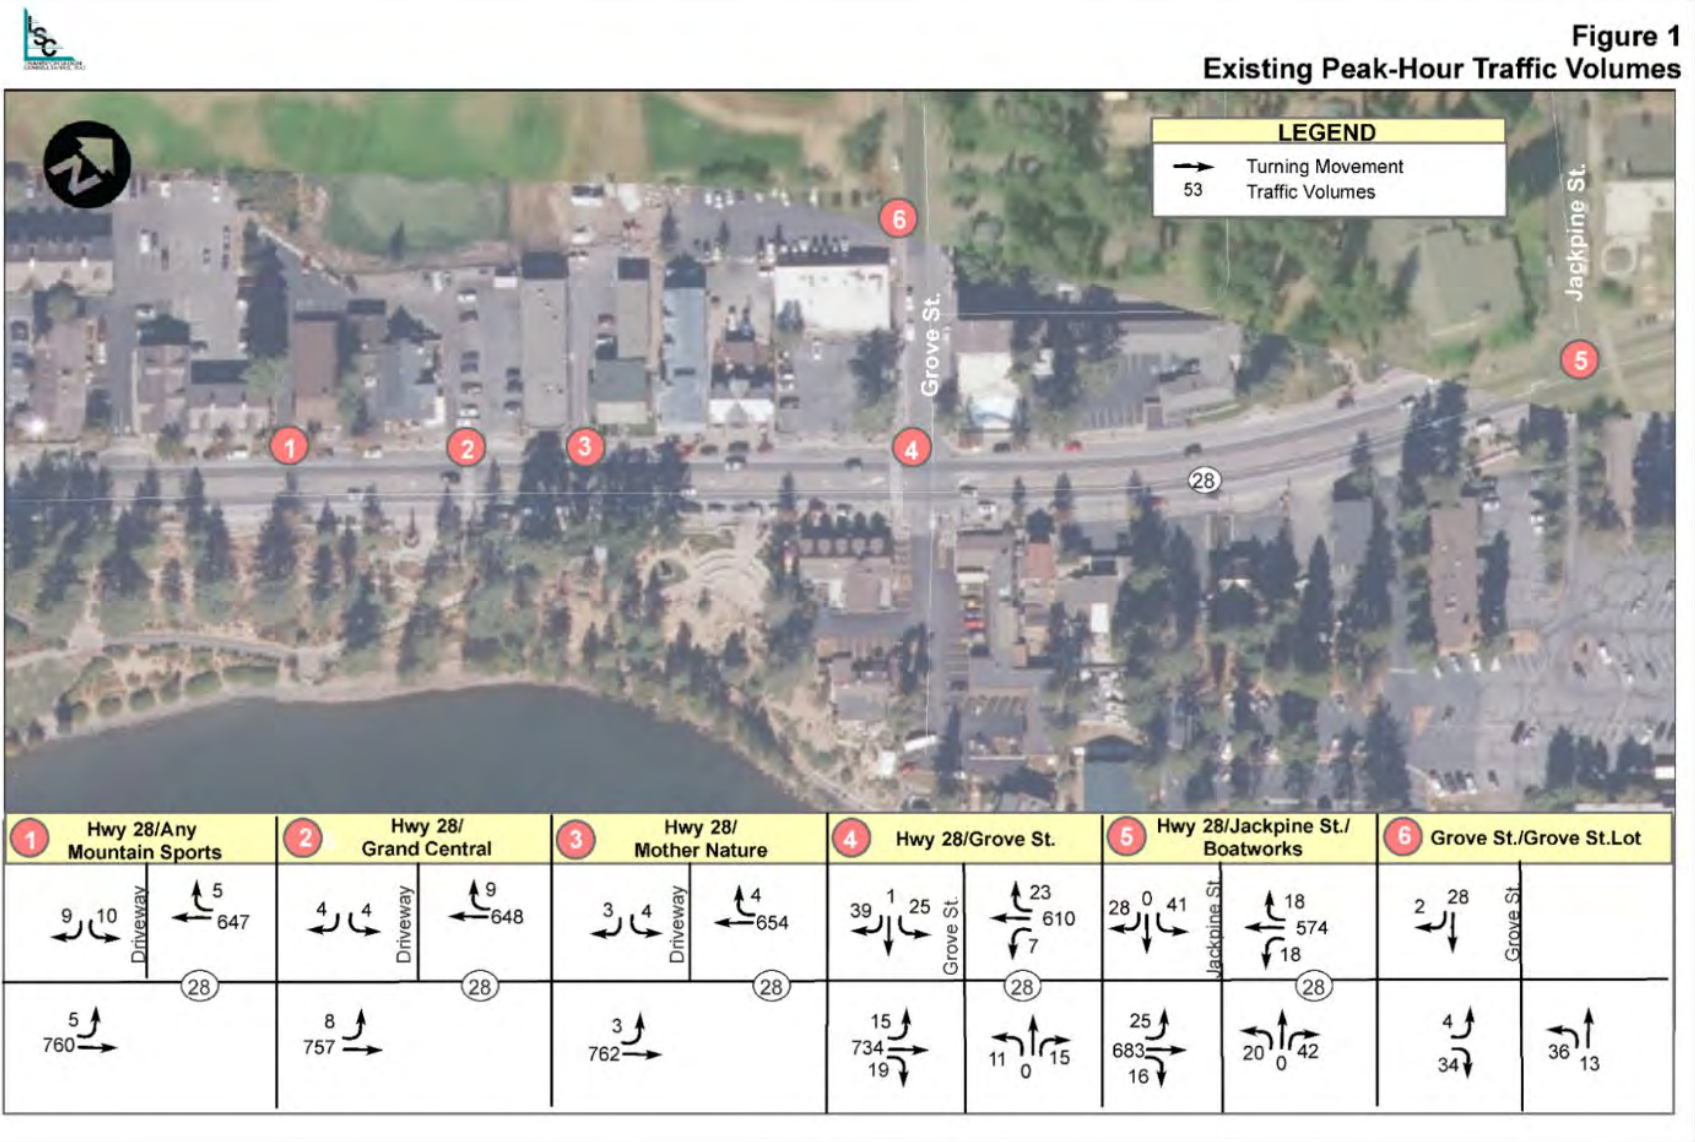 LSC
Figure 1
Existing Peak-Hour Traffic Volumes
LEGEND
Turning Movement
53 Traffic Volumes
Jackpine St.
Grove St.
6
5
1
2
3
4
28
1 Hwy 28/Any
Mountain Sports
9 10
Driveway
5
647
28
5
760
2 Hwy 28/
Grand Central
4 4
Driveway
9
648
28
8
757
3 Hwy 28/
Mother Nature
3 4
Driveway
4
654
28
3
762
4 Hwy 28/Grove St.
39 1 25
Grove St.
23
610
7
28
15
734
19
11 0 15
5 Hwy 28/Jackpine St./
Boatworks
28 0 41
Jackpine St.
18
574
18
28
25
683
16
20 0 42
6 Grove St./Grove St.Lot
2 28
Grove St.
4
34
36 13